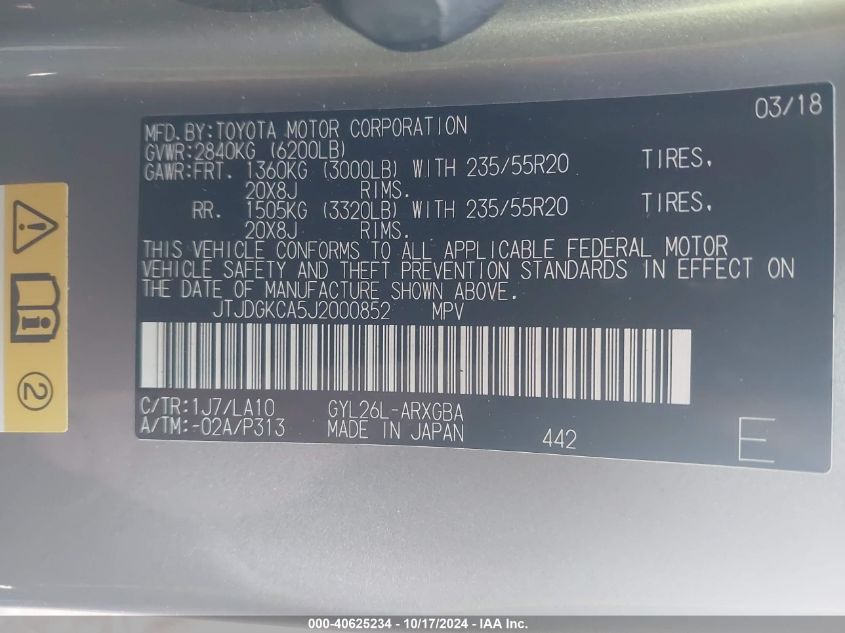 03/18
MFD.BY:TOYOTA MOTOR CORPORATION
GVWR:2840KG (6200LB)
GAWR:FRT. 1360KG (3000LB) WITH 235/55R20 TIRES,
20X8J RIMS.
RR. 1505KG (3320LB) WITH 235/55R20 TIRES,
20X8J RIMS.
THIS VEHICLE CONFORMS TO ALL APPLICABLE FEDERAL MOTOR
VEHICLE SAFETY AND THEFT PREVENTION STANDARDS IN EFFECT ON
THE DATE OF MANUFACTURE SHOWN ABOVE.
JTJDGKCA5J2000852 MPV
C/TR:1J7/LA10 GYL26L-ARXGBA
A/TM:-02A/P313 MADE IN JAPAN 442 E
2
000-40625234 - 10/17/2024 - IAA Inc.